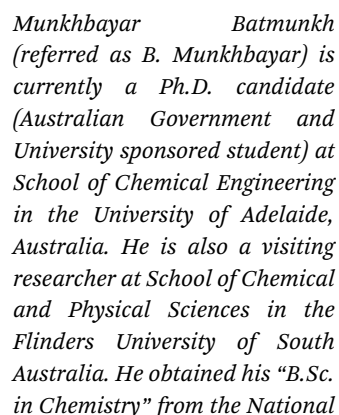 Munkhbayar Batmunkh
(referred as B. Munkhbayar) is
currently a Ph.D. candidate
(Australian Government and
University sponsored student) at
School of Chemical Engineering
in the University of Adelaide,
Australia. He is also a visiting
researcher at School of Chemical
and Physical Sciences in the
Flinders University of South
Australia. He obtained his “B.Sc.
in Chemistry” from the National